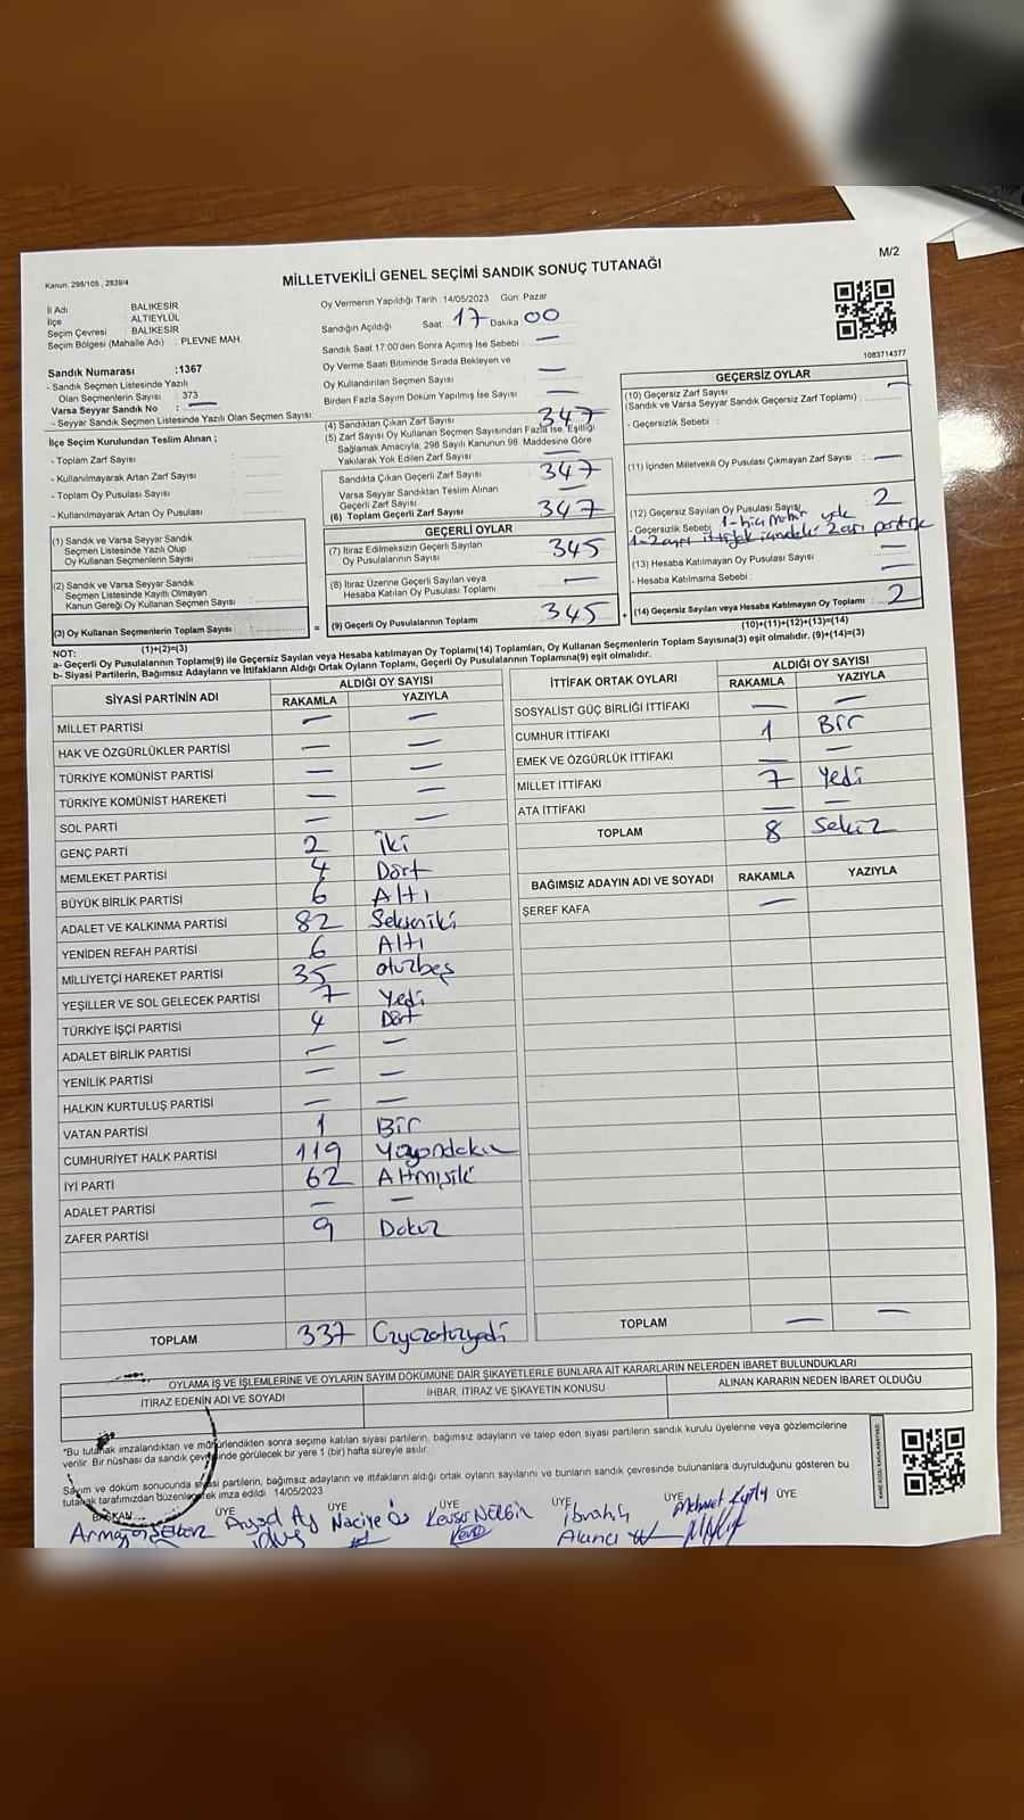 M/2
Kanun: 298/105 , 2839/4
MİLLETVEKİLİ GENEL SEÇİMİ SANDIK SONUÇ TUTANAĞI
İl Adı : BALIKESİR
İlçe : ALTIEYLÜL
Seçim Çevresi : BALIKESİR
Seçim Bölgesi (Mahalle Adı) : PLEVNE MAH.
Sandık Numarası :1367
- Sandık Seçmen Listesinde Yazılı
Olan Seçmenlerin Sayısı : 373
Varsa Seyyar Sandık No : —
- Seyyar Sandık Seçmen Listesinde Yazılı Olan Seçmen Sayısı:
İlçe Seçim Kurulundan Teslim Alınan ;
- Toplam Zarf Sayısı
- Kullanılmayarak Artan Zarf Sayısı
- Toplam Oy Pusulası Sayısı
- Kullanılmayarak Artan Oy Pusulası
(1) Sandık ve Varsa Seyyar Sandık
Seçmen Listesinde Yazılı Olup
Oy Kullanan Seçmenlerin Sayısı
(2) Sandık ve Varsa Seyyar Sandık
Seçmen Listesinde Kayıtlı Olmayan
Kanun Gereği Oy Kullanan Seçmen Sayısı :
(3) Oy Kullanan Seçmenlerin Toplam Sayısı :
(1)+(2)=(3)
Oy Vermenin Yapıldığı Tarih :14/05/2023 Gün: Pazar
Sandığın Açıldığı Saat: 17 Dakika 00
Sandık Saat 17:00'den Sonra Açımış İse Sebebi : —
Oy Verme Saati Bitiminde Sırada Bekleyen ve
Oy Kullandırılan Seçmen Sayısı : —
Birden Fazla Sayım Döküm Yapılmış İse Sayısı : —
(4) Sandıktan Çıkan Zarf Sayısı : 347
(5) Zarf Sayısı Oy Kullanan Seçmen Sayısından Fazla İse, Eşitliği
Sağlamak Amacıyla, 298 Sayılı Kanunun 98. Maddesine Göre
Yakılarak Yok Edilen Zarf Sayısı —
Sandıkta Çıkan Geçerli Zarf Sayısı 347
Varsa Seyyar Sandıktan Teslim Alınan
Geçerli Zarf Sayısı —
(6) Toplam Geçerli Zarf Sayısı 347
GEÇERLİ OYLAR
(7) İtiraz Edilmeksizin Geçerli Sayılan
Oy Pusulalarının Sayısı 345
(8) İtiraz Üzerine Geçerli Sayılan veya
Hesaba Katılan Oy Pusulası Toplamı —
= (9) Geçerli Oy Pusulalarının Toplamı 345 +
1083714377
GEÇERSİZ OYLAR
(10) Geçersiz Zarf Sayısı —
(Sandık ve Varsa Seyyar Sandık Geçersiz Zarf Toplamı) :
- Geçersizlik Sebebi :
(11) İçinden Milletvekili Oy Pusulası Çıkmayan Zarf Sayısı : —
(12) Geçersiz Sayılan Oy Pusulası Sayısı 2
- Geçersizlik Sebebi 1- mühür yok
1-2 ayrı ittifak içindeki 2 ayrı partiye
(13) Hesaba Katılmayan Oy Pusulası Sayısı : —
- Hesaba Katılmama Sebebi : —
(14) Geçersiz Sayılan veya Hesaba Katılmayan Oy Toplamı : 2
(10)+(11)+(12)+(13)=(14)
NOT:
a- Geçerli Oy Pusulalarının Toplamı(9) ile Geçersiz Sayılan veya Hesaba Katılmayan Oy Toplamı(14) Toplamları, Oy Kullanan Seçmenlerin Toplam Sayısına(3) eşit olmalıdır. (9)+(14)=(3)
b- Siyasi Partilerin, Bağımsız Adayların ve İttifakların Aldığı Ortak Oyların Toplamı, Geçerli Oy Pusulalarının Toplamına(9) eşit olmalıdır.
SİYASİ PARTİNİN ADI ALDIĞI OY SAYISI
RAKAMLA YAZIYLA
MİLLET PARTİSİ — —
HAK VE ÖZGÜRLÜKLER PARTİSİ — —
TÜRKİYE KOMÜNİST PARTİSİ — —
TÜRKİYE KOMÜNİST HAREKETİ — —
SOL PARTİ — —
GENÇ PARTİ 2 İki
MEMLEKET PARTİSİ 4 Dört
BÜYÜK BİRLİK PARTİSİ 6 Altı
ADALET VE KALKINMA PARTİSİ 82 Sekseniki
YENİDEN REFAH PARTİSİ 6 Altı
MİLLİYETÇİ HAREKET PARTİSİ 35 otuzbeş
YEŞİLLER VE SOL GELECEK PARTİSİ 7 Yedi
TÜRKİYE İŞÇİ PARTİSİ 4 Dört
ADALET BİRLİK PARTİSİ — —
YENİLİK PARTİSİ — —
HALKIN KURTULUŞ PARTİSİ — —
VATAN PARTİSİ 1 Bir
CUMHURİYET HALK PARTİSİ 119 Yüzondokuz
İYİ PARTİ 62 Altmışiki
ADALET PARTİSİ — —
ZAFER PARTİSİ 9 Dokuz
TOPLAM 337 Üçyüzotuzyedi
İTTİFAK ORTAK OYLARI ALDIĞI OY SAYISI
RAKAMLA YAZIYLA
SOSYALİST GÜÇ BİRLİĞİ İTTİFAKI — —
CUMHUR İTTİFAKI 1 Bir
EMEK VE ÖZGÜRLÜK İTTİFAKI — —
MİLLET İTTİFAKI 7 Yedi
ATA İTTİFAKI — —
TOPLAM 8 Sekiz
BAĞIMSIZ ADAYIN ADI VE SOYADI RAKAMLA YAZIYLA
ŞEREF KAFA —
TOPLAM — —
OYLAMA İŞ VE İŞLEMLERİNE VE OYLARIN SAYIM DÖKÜMÜNE DAİR ŞİKAYETLERLE BUNLARA AİT KARARLARIN NELERDEN İBARET BULUNDUKLARI
İTİRAZ EDENİN ADI VE SOYADI İHBAR, İTİRAZ VE ŞİKAYETİN KONUSU ALINAN KARARIN NEDEN İBARET OLDUĞU
*Bu tutanak imzalandıktan ve mühürlendikten sonra seçime katılan siyasi partilerin, bağımsız adayların ve talep eden siyasi partilerin sandık kurulu üyelerine veya gözlemcilerine
verilir. Bir nüshası da sandık çevresinde görülecek bir yere 1 (bir) hafta süreyle asılır.
Sayım ve döküm sonucunda siyasi partilerin, bağımsız adayların ve ittifakların aldığı ortak oyların sayılarını ve bunların sandık çevresinde bulunanlara duyrulduğunu gösteren bu
tutanak tarafımızdan düzenlenerek imza edildi. 14/05/2023
BAŞKAN ÜYE ÜYE ÜYE ÜYE ÜYE ÜYE
Naciye Kevser NERGİN İbrahim Mehmet
Akıncı